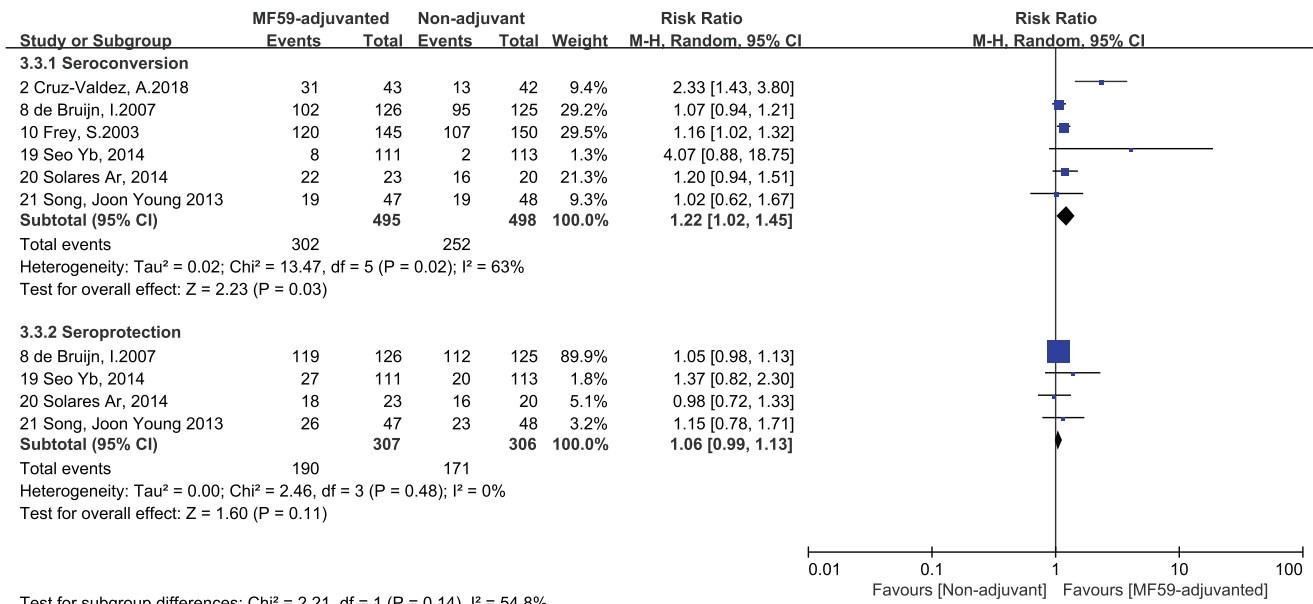 MF59-adjuvanted Non-adjuvant Risk Ratio Risk Ratio
Study or Subgroup Events Total Events Total Weight M-H, Random, 95% CI M-H, Random, 95% CI
3.3.1 Seroconversion
2 Cruz-Valdez, A.2018 31 43 13 42 9.4% 2.33 [1.43, 3.80]
8 de Bruijn, I.2007 102 126 95 125 29.2% 1.07 [0.94, 1.21]
10 Frey, S.2003 120 145 107 150 29.5% 1.16 [1.02, 1.32]
19 Seo Yb, 2014 8 111 2 113 1.3% 4.07 [0.88, 18.75]
20 Solares Ar, 2014 22 23 16 20 21.3% 1.20 [0.94, 1.51]
21 Song, Joon Young 2013 19 47 19 48 9.3% 1.02 [0.62, 1.67]
Subtotal (95% CI) 495 498 100.0% 1.22 [1.02, 1.45]
Total events 302 252
Heterogeneity: Tau² = 0.02; Chi² = 13.47, df = 5 (P = 0.02); I² = 63%
Test for overall effect: Z = 2.23 (P = 0.03)
3.3.2 Seroprotection
8 de Bruijn, I.2007 119 126 112 125 89.9% 1.05 [0.98, 1.13]
19 Seo Yb, 2014 27 111 20 113 1.8% 1.37 [0.82, 2.30]
20 Solares Ar, 2014 18 23 16 20 5.1% 0.98 [0.72, 1.33]
21 Song, Joon Young 2013 26 47 23 48 3.2% 1.15 [0.78, 1.71]
Subtotal (95% CI) 307 306 100.0% 1.06 [0.99, 1.13]
Total events 190 171
Heterogeneity: Tau² = 0.00; Chi² = 2.46, df = 3 (P = 0.48); I² = 0%
Test for overall effect: Z = 1.60 (P = 0.11)
0.01 0.1 1 10 100
Favours [Non-adjuvant] Favours [MF59-adjuvanted]
Test for subgroup differences: Chi² = 2.21, df = 1 (P = 0.14), I² = 54.8%